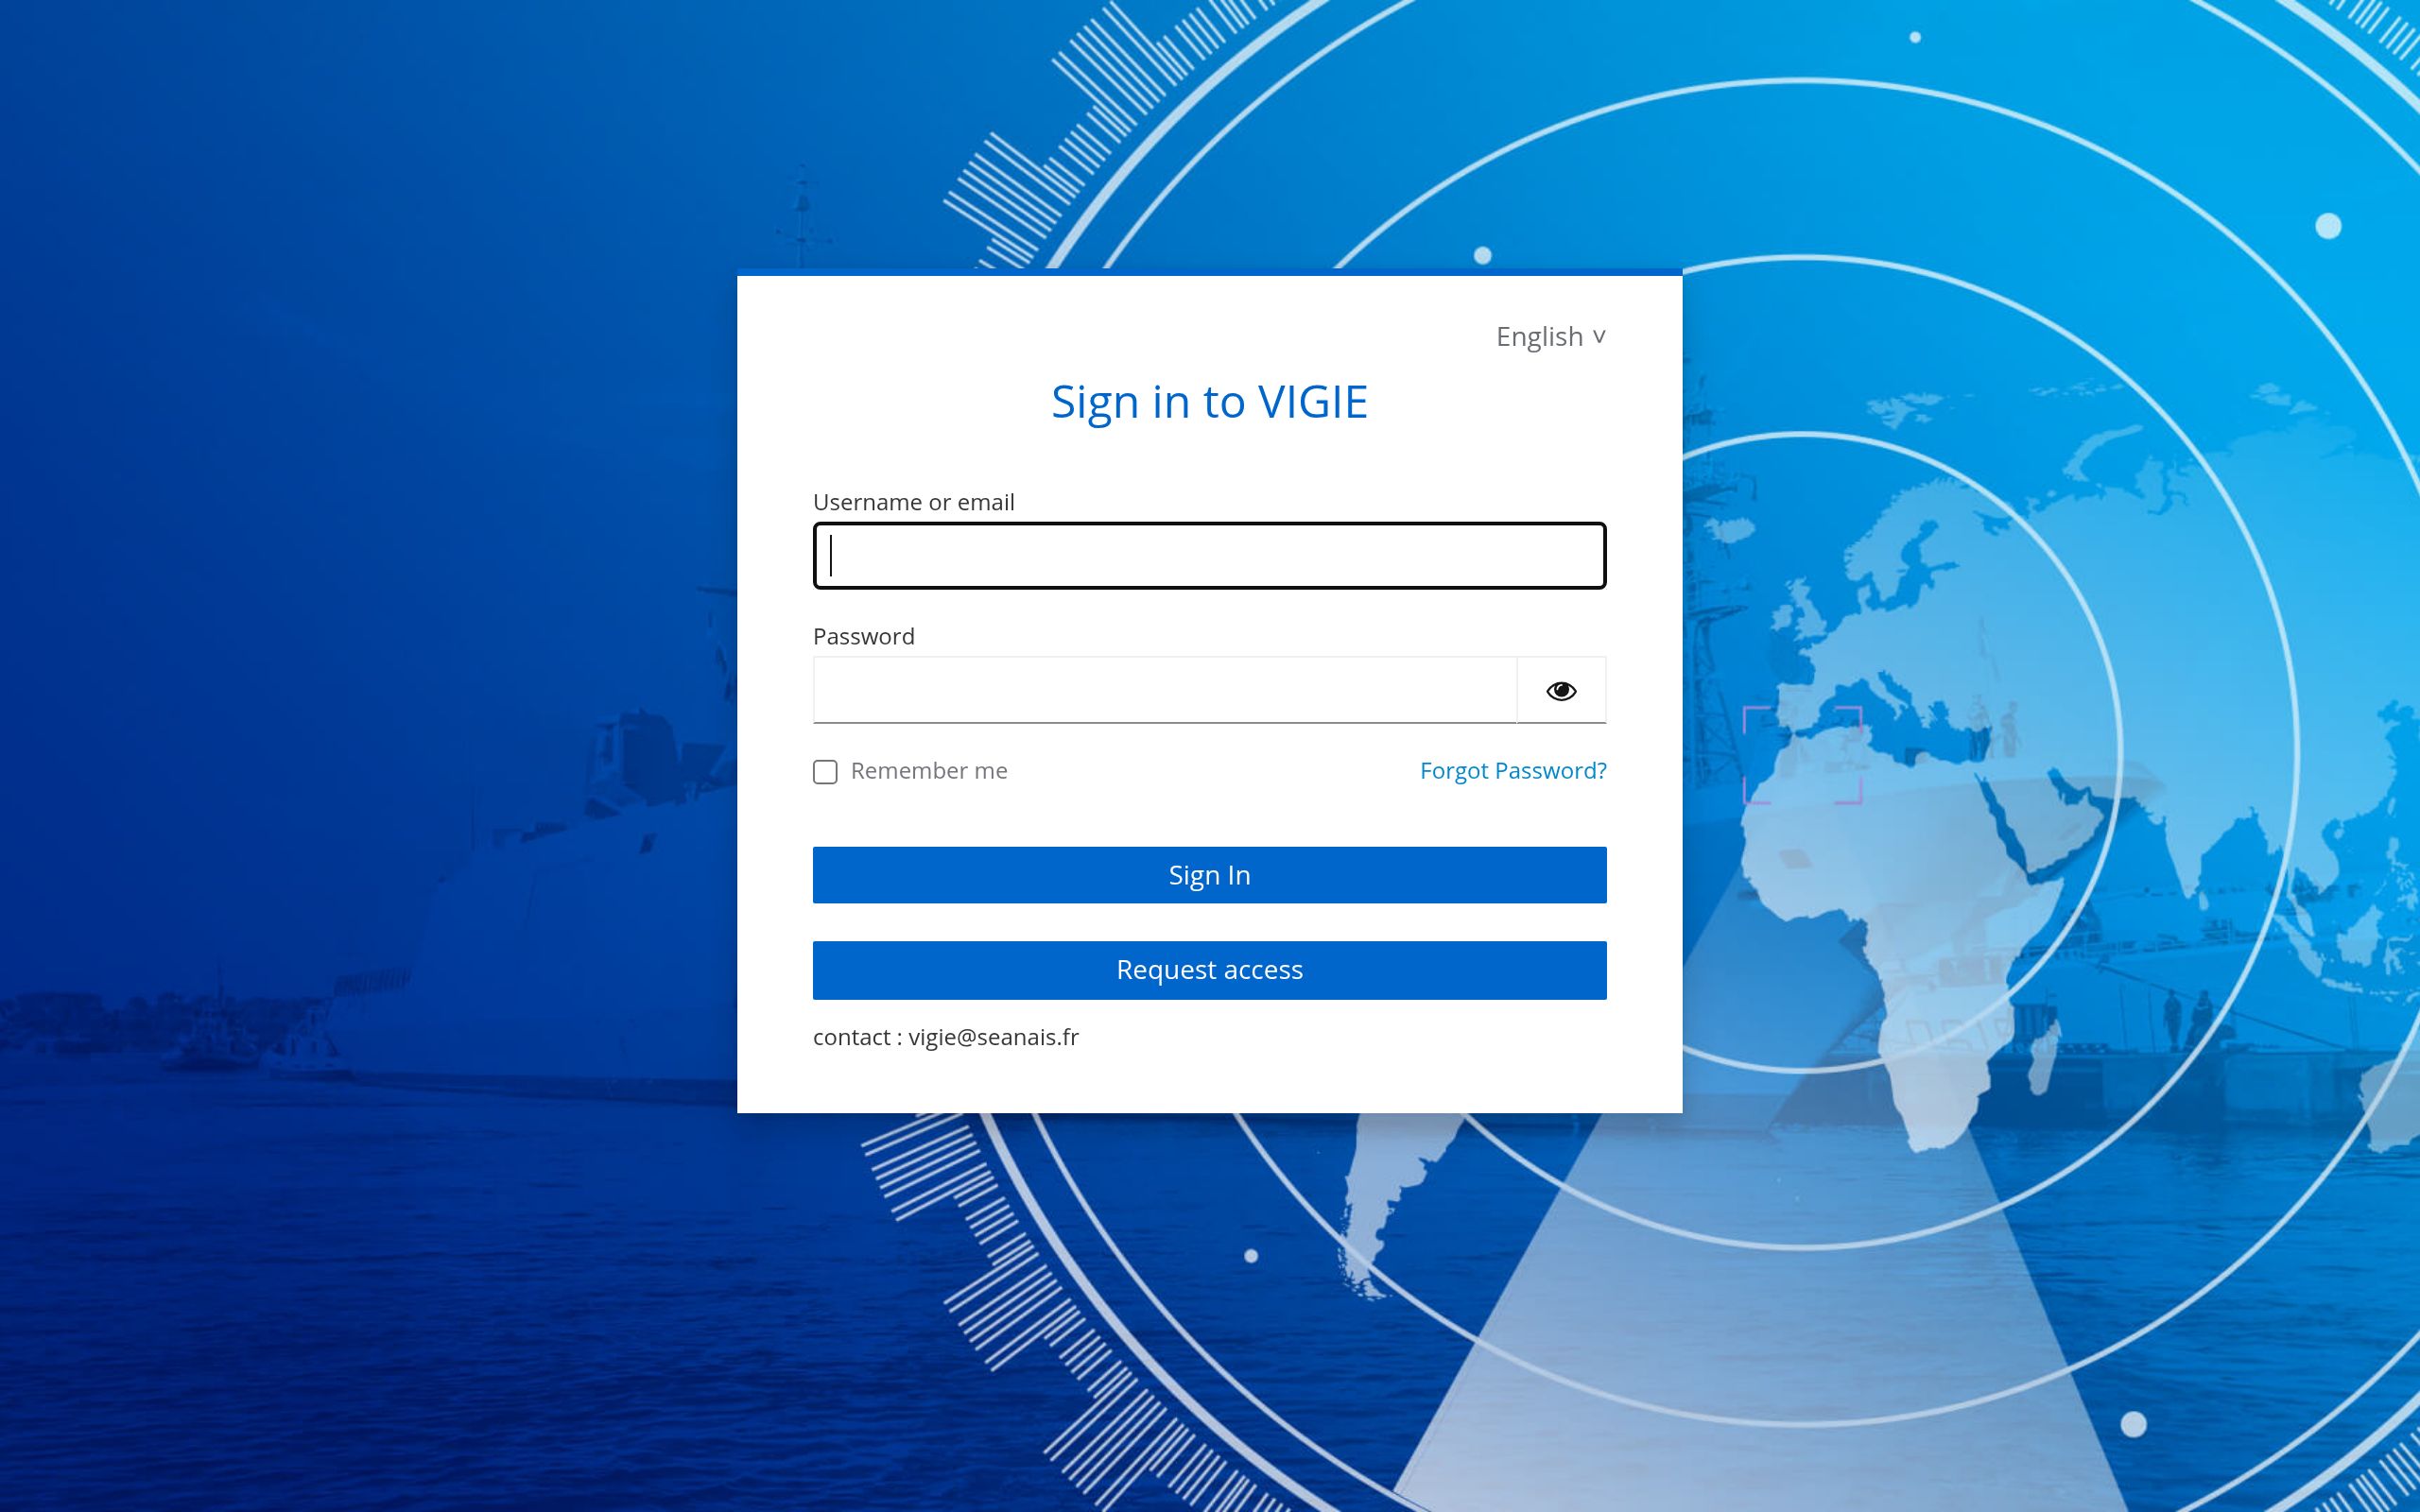 English
Sign in to VIGIE
Username or email
Password
Remember me
Forgot Password?
Sign In
Request access
contact : vigie@seanais.fr